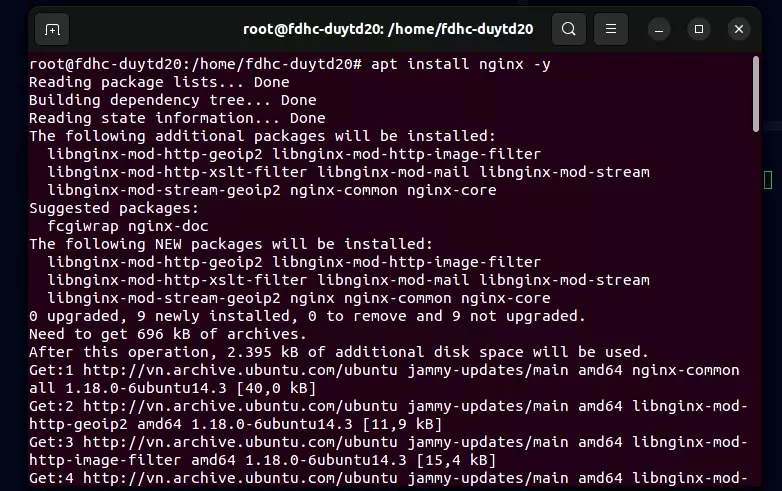 root@fdhc-duytd20: /home/fdhc-duytd20
root@fdhc-duytd20:/home/fdhc-duytd20# apt install nginx -y
Reading package lists... Done
Building dependency tree... Done
Reading state information... Done
The following additional packages will be installed:
  libnginx-mod-http-geoip2 libnginx-mod-http-image-filter
  libnginx-mod-http-xslt-filter libnginx-mod-mail libnginx-mod-stream
  libnginx-mod-stream-geoip2 nginx-common nginx-core
Suggested packages:
  fcgiwrap nginx-doc
The following NEW packages will be installed:
  libnginx-mod-http-geoip2 libnginx-mod-http-image-filter
  libnginx-mod-http-xslt-filter libnginx-mod-mail libnginx-mod-stream
  libnginx-mod-stream-geoip2 nginx nginx-common nginx-core
0 upgraded, 9 newly installed, 0 to remove and 9 not upgraded.
Need to get 696 kB of archives.
After this operation, 2.395 kB of additional disk space will be used.
Get:1 http://vn.archive.ubuntu.com/ubuntu jammy-updates/main amd64 nginx-common
all 1.18.0-6ubuntu14.3 [40,0 kB]
Get:2 http://vn.archive.ubuntu.com/ubuntu jammy-updates/main amd64 libnginx-mod-
http-geoip2 amd64 1.18.0-6ubuntu14.3 [11,9 kB]
Get:3 http://vn.archive.ubuntu.com/ubuntu jammy-updates/main amd64 libnginx-mod-
http-image-filter amd64 1.18.0-6ubuntu14.3 [15,4 kB]
Get:4 http://vn.archive.ubuntu.com/ubuntu jammy-updates/main amd64 libnginx-mod-